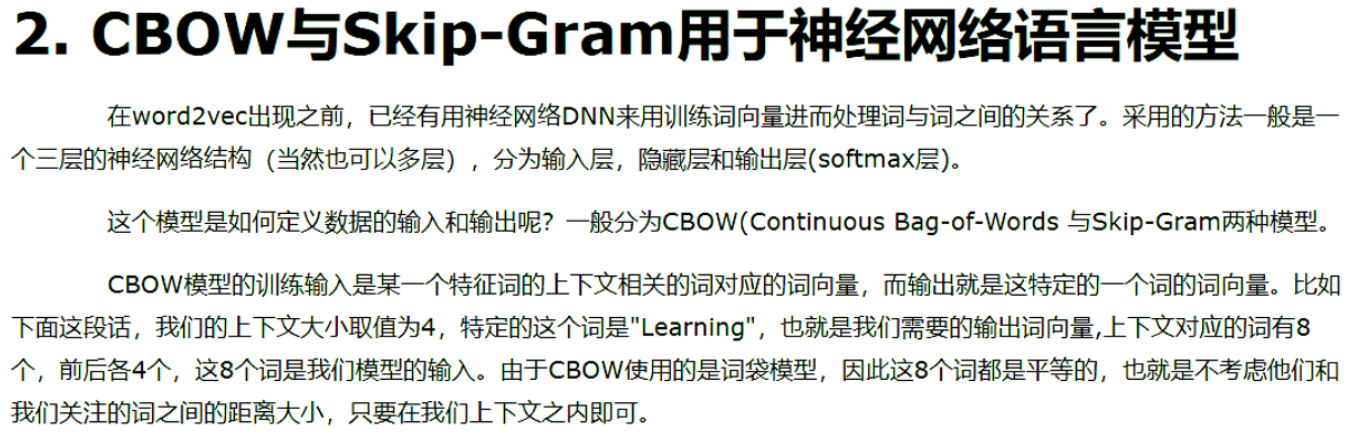 2. CBOW与Skip-Gram用于神经网络语言模型
在word2vec出现之前，已经有用神经网络DNN来用训练词向量进而处理词与词之间的关系了。采用的方法一般是一
个三层的神经网络结构（当然也可以多层），分为输入层，隐藏层和输出层(softmax层)。
这个模型是如何定义数据的输入和输出呢？一般分为CBOW(Continuous Bag-of-Words 与Skip-Gram两种模型。
CBOW模型的训练输入是某一个特征词的上下文相关的词对应的词向量，而输出就是这特定的一个词的词向量。比如
下面这段话，我们的上下文大小取值为4，特定的这个词是"Learning"，也就是我们需要的输出词向量,上下文对应的词有8
个，前后各4个，这8个词是我们模型的输入。由于CBOW使用的是词袋模型，因此这8个词都是平等的，也就是不考虑他们和
我们关注的词之间的距离大小，只要在我们上下文之内即可。